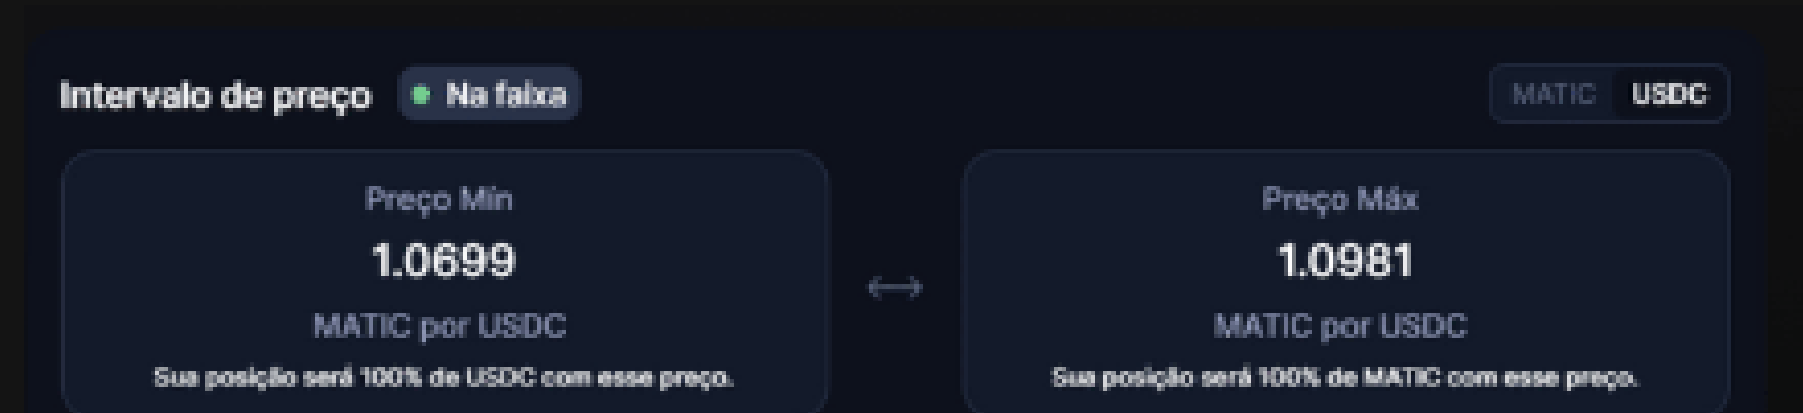 Intervalo de preço
Na faixa
MATIC USDC
Preço Mín
1.0699
MATIC por USDC
Sua posição será 100% de USDC com esse preço.
Preço Máx
1.0981
MATIC por USDC
Sua posição será 100% de MATIC com esse preço.